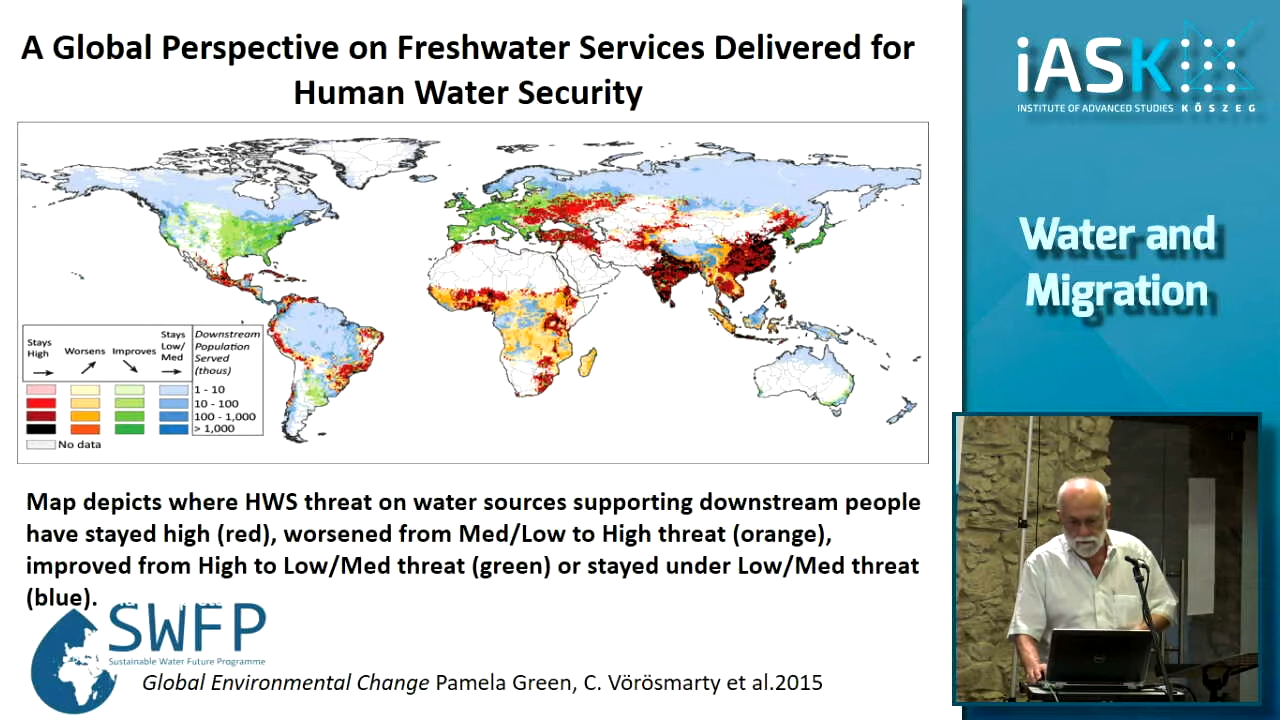 A Global Perspective on Freshwater Services Delivered for
Human Water Security
Stays
High
Worsens
Improves
Stays
Low/
Med
Downstream
Population
Served
(thous)
1 - 10
10 - 100
100 - 1,000
> 1,000
No data
Map depicts where HWS threat on water sources supporting downstream people
have stayed high (red), worsened from Med/Low to High threat (orange),
improved from High to Low/Med threat (green) or stayed under Low/Med threat
(blue).
SWFP
Sustainable Water Future Programme
Global Environmental Change Pamela Green, C. Vörösmarty et al.2015
iASK
INSTITUTE OF ADVANCED STUDIES KŐSZEG
Water and
Migration